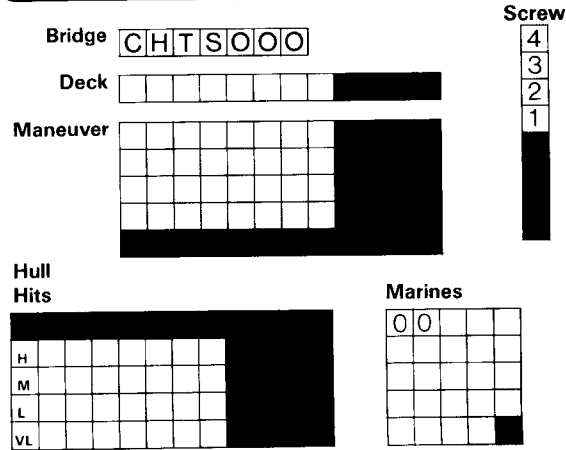 Screw
Bridge C H T S O O O
4
3
2
1
Deck
Maneuver
Hull
Hits
H
M
L
VL
Marines
O O